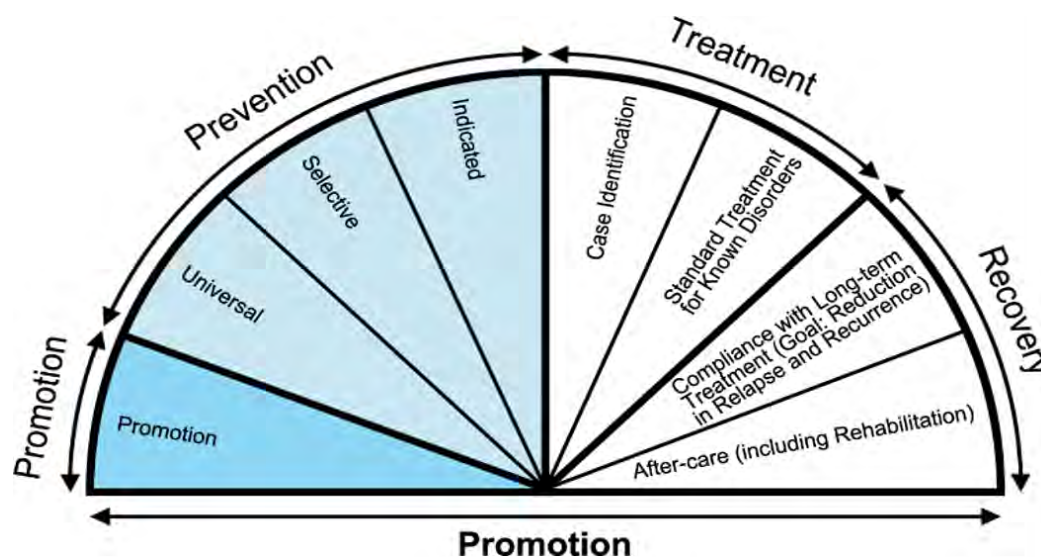 Prevention
Treatment
Promotion
Recovery
Promotion
Universal
Selective
Indicated
Case Identification
Standard Treatment
for Known Disorders
Compliance with Long-term
Treatment (Goal: Reduction
in Relapse and Recurrence)
After-care (including Rehabilitation)
Promotion